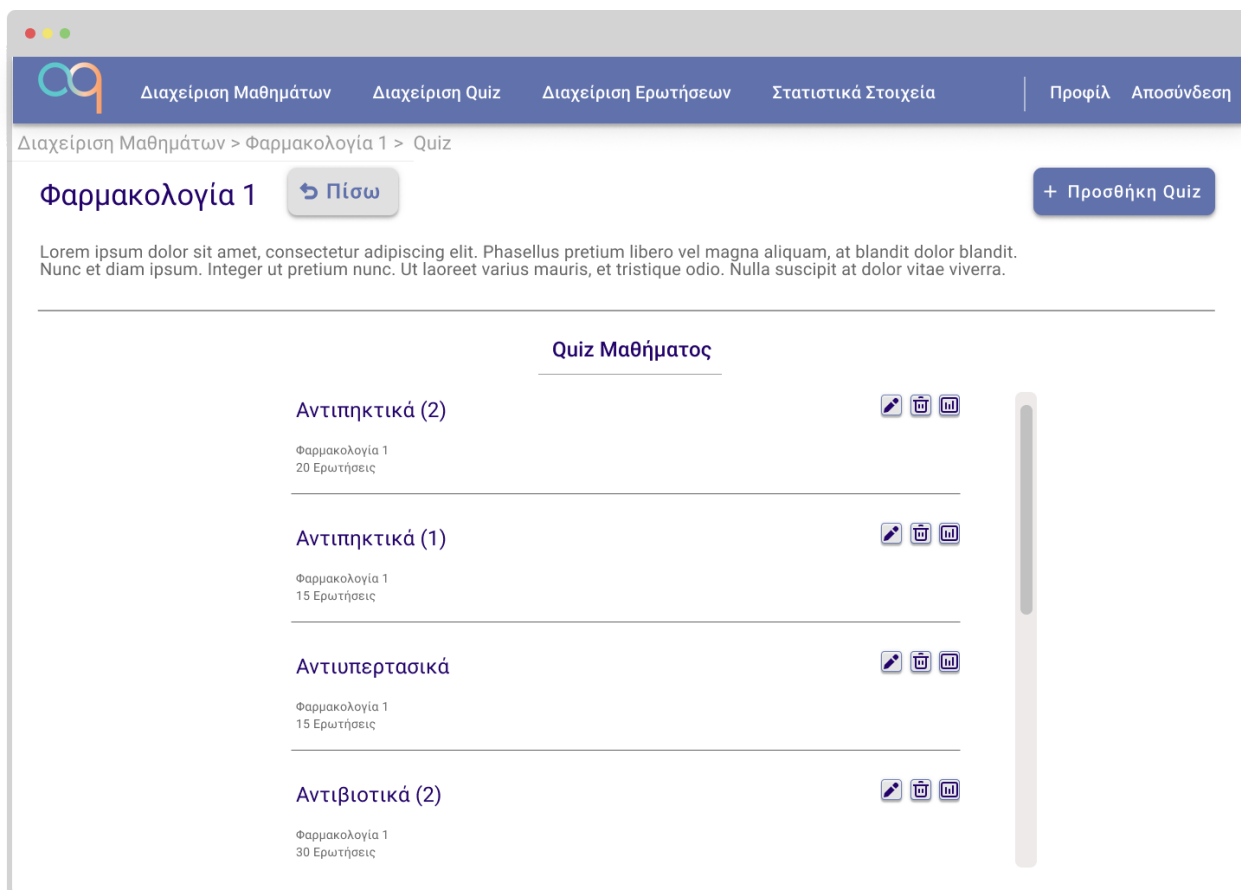 Διαχείριση Μαθημάτων Διαχείριση Quiz Διαχείριση Ερωτήσεων Στατιστικά Στοιχεία Προφίλ Αποσύνδεση
Διαχείριση Μαθημάτων > Φαρμακολογία 1 > Quiz
Φαρμακολογία 1 Πίσω + Προσθήκη Quiz
Lorem ipsum dolor sit amet, consectetur adipiscing elit. Phasellus pretium libero vel magna aliquam, at blandit dolor blandit.
Nunc et diam ipsum. Integer ut pretium nunc. Ut laoreet varius mauris, et tristique odio. Nulla suscipit at dolor vitae viverra.
Quiz Μαθήματος
Αντιπηκτικά (2)
Φαρμακολογία 1
20 Ερωτήσεις
Αντιπηκτικά (1)
Φαρμακολογία 1
15 Ερωτήσεις
Αντιυπερτασικά
Φαρμακολογία 1
15 Ερωτήσεις
Αντιβιοτικά (2)
Φαρμακολογία 1
30 Ερωτήσεις